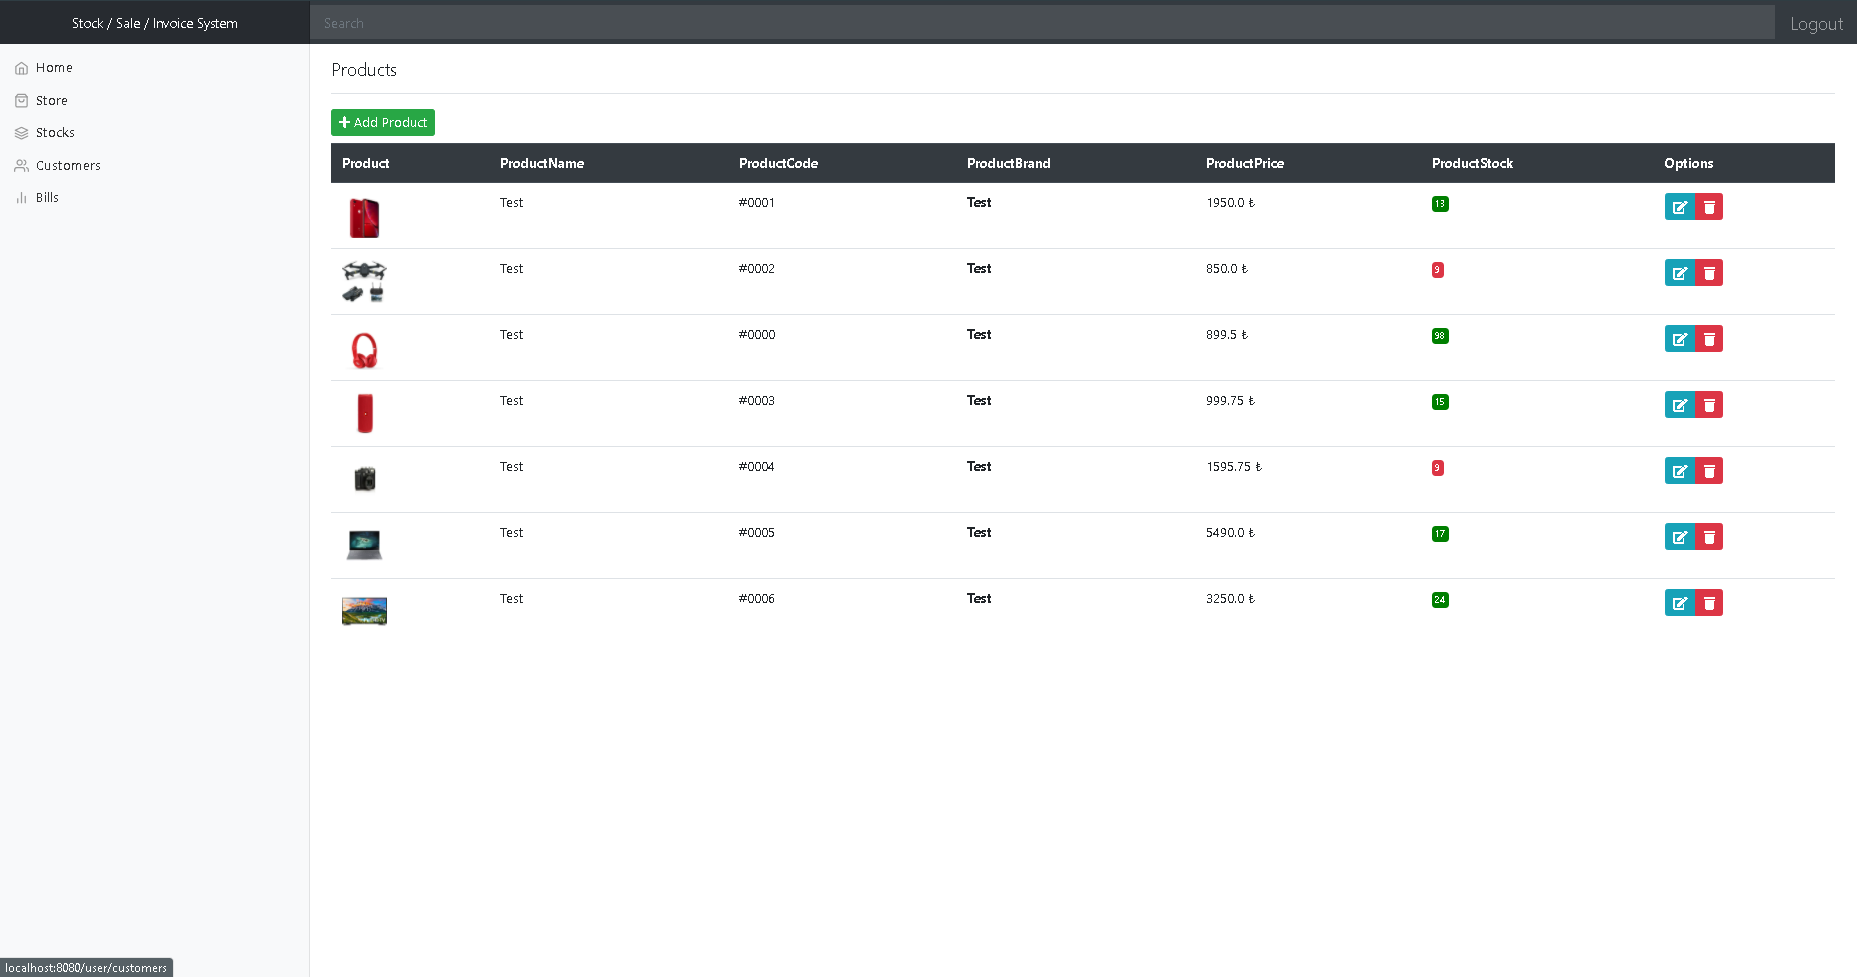 Stock / Sale / Invoice System
Search
Logout
Home
Store
Stocks
Customers
Bills
Products
Add Product
Product ProductName ProductCode ProductBrand ProductPrice ProductStock Options
Test #0001 Test 1950.0 ₺ 13
Test #0002 Test 850.0 ₺ 9
Test #0000 Test 899.5 ₺ 98
Test #0003 Test 999.75 ₺ 15
Test #0004 Test 1595.75 ₺ 9
Test #0005 Test 5490.0 ₺ 17
Test #0006 Test 3250.0 ₺ 24
localhost:8080/user/customers